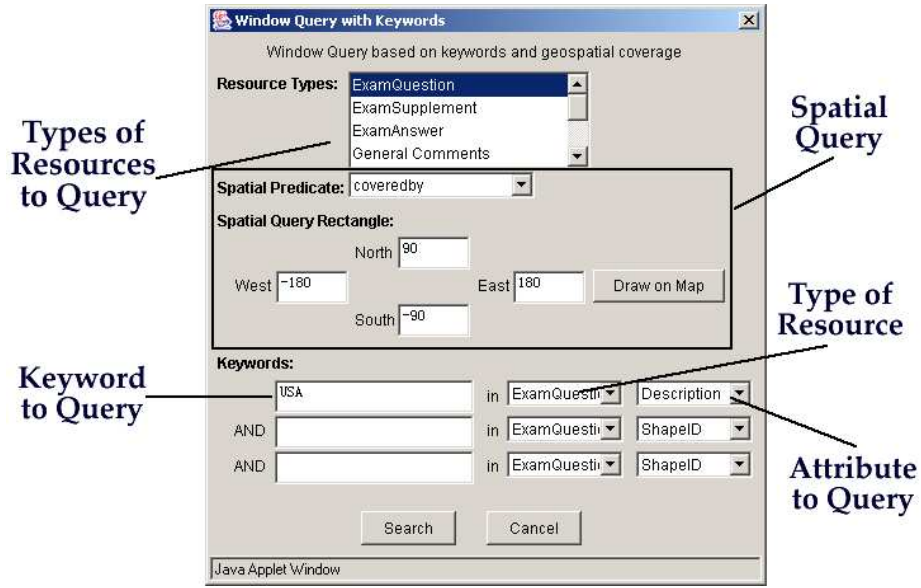 Window Query with Keywords
Window Query based on keywords and geospatial coverage
Resource Types:
ExamQuestion
ExamSupplement
ExamAnswer
General Comments
Types of
Resources
to Query
Spatial
Query
Spatial Predicate: coveredby
Spatial Query Rectangle:
North 90
West -180
East 180
Draw on Map
South -90
Type of
Resource
Keywords:
Keyword
to Query
USA in ExamQuesti Description
AND in ExamQuesti ShapeID
AND in ExamQuesti ShapeID
Attribute
to Query
Search Cancel
Java Applet Window